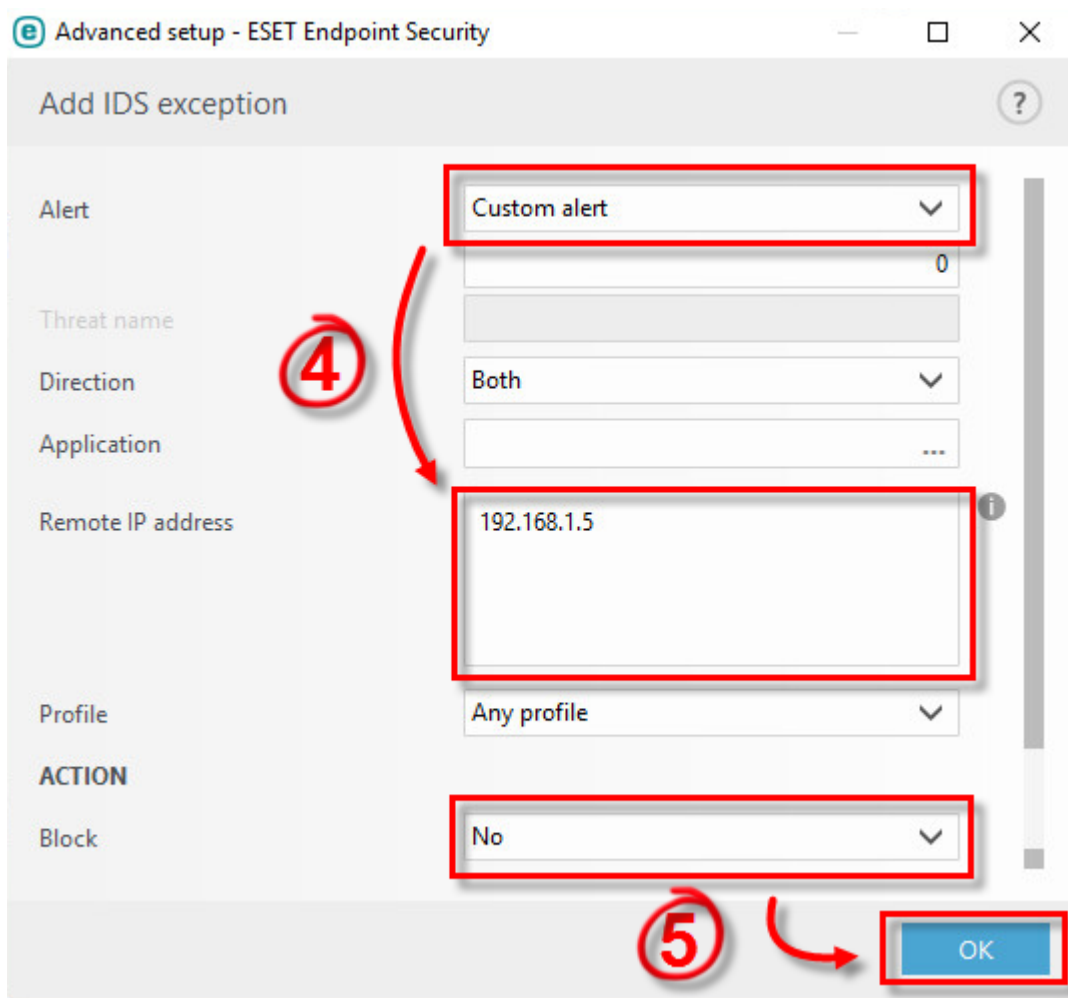 e Advanced setup - ESET Endpoint Security
Add IDS exception ?
Alert Custom alert
0
Threat name
4
Direction Both
Application ...
Remote IP address 192.168.1.5 i
Profile Any profile
ACTION
Block No
5
OK